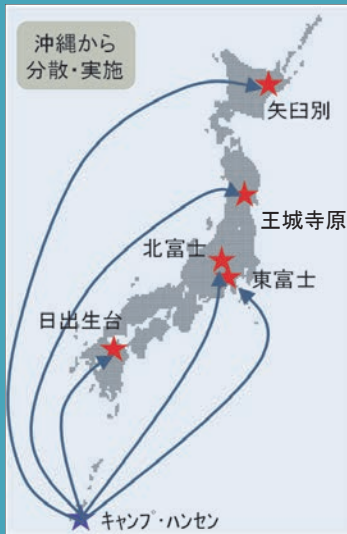 沖縄から
分散・実施
矢臼別
王城寺原
北富士
東富士
日出生台
キャンプ・ハンセン